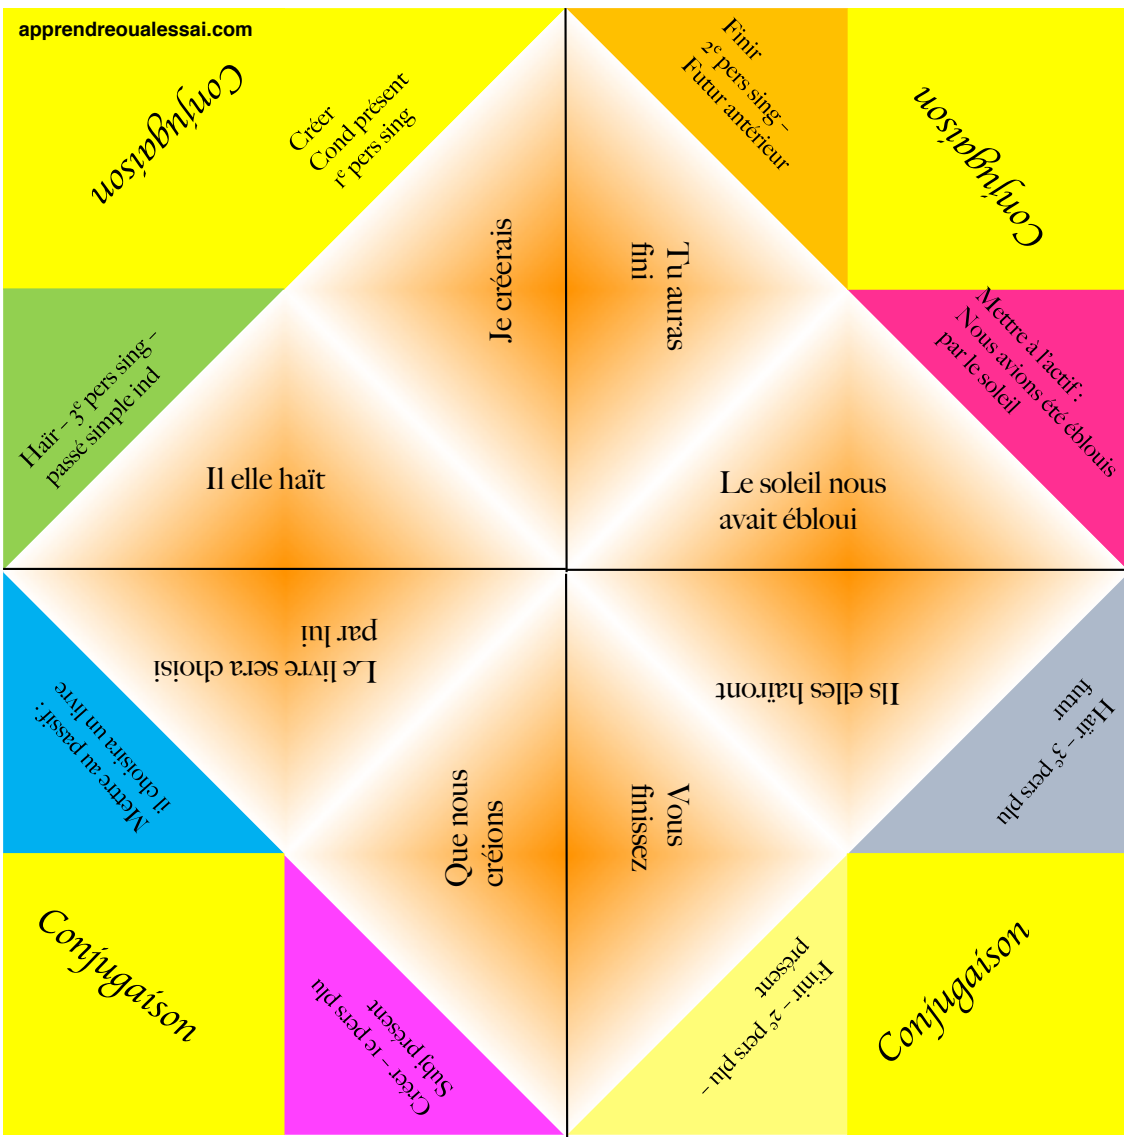 apprendreoualessai.com
Conjugaison
Créer
Cond présent
1e pers sing
Finir
2e pers sing –
Futur antérieur
Conjugaison
Je créerais
Tu auras
fini
Haïr – 3e pers sing –
passé simple ind
Mettre à l'actif :
Nous avions été éblouis
par le soleil
Il elle haït
Le soleil nous
avait ébloui
Le livre sera choisi
par lui
Ils elles haïront
Mettre au passif :
il choisira un livre
Haïr – 3e pers plu
futur
Que nous
créions
Vous
finissez
Conjugaison
Créer – 1e pers plu
Subj présent
Finir – 2e pers plu –
présent
–
Conjugaison